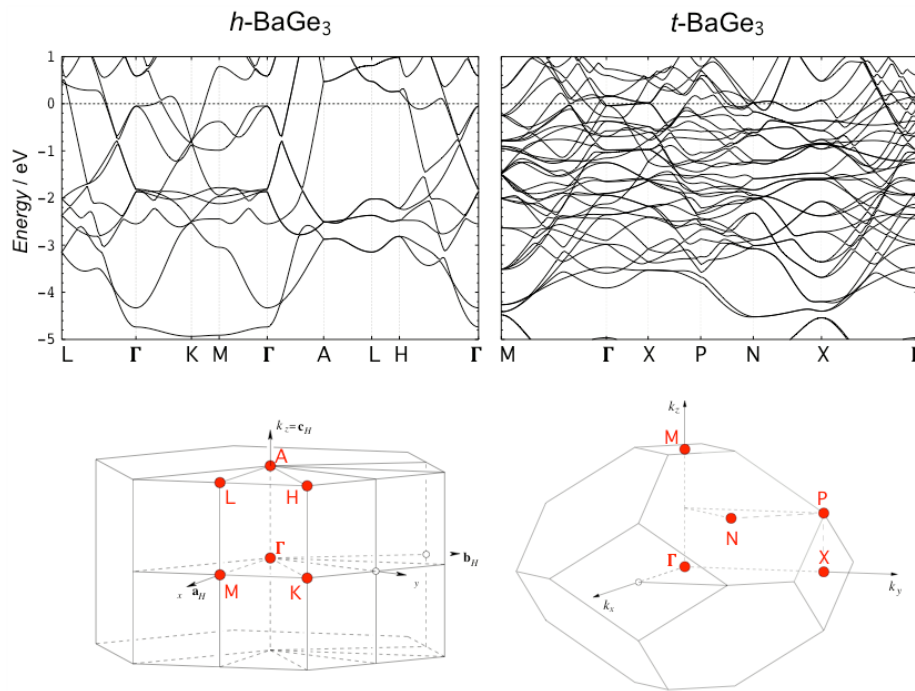 h-BaGe3
t-BaGe3
Energy / eV
1
0
−1
−2
−3
−4
−5
L Γ K M Γ A L H Γ
M Γ X P N X Γ
kz = cH
A
L
H
Γ
bH
M
K
x
aH
y
kz
M
P
N
Γ
X
kx
ky